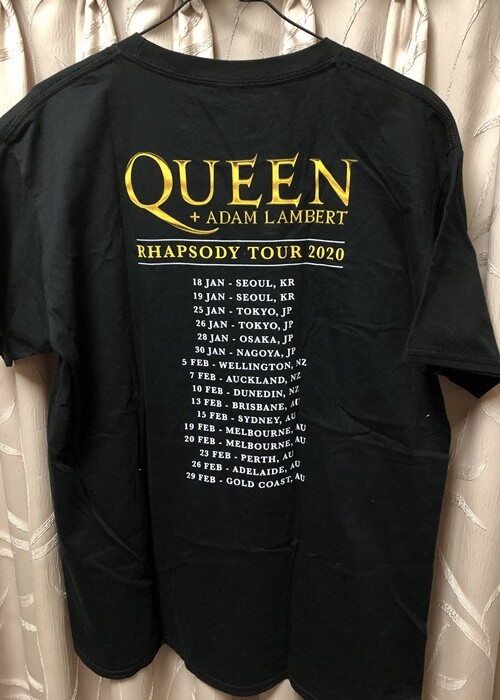 QUEEN
+ ADAM LAMBERT
RHAPSODY TOUR 2020
18 JAN - SEOUL, KR
19 JAN - SEOUL, KR
25 JAN - TOKYO, JP
26 JAN - TOKYO, JP
28 JAN - OSAKA, JP
30 JAN - NAGOYA, JP
5 FEB - WELLINGTON, NZ
7 FEB - AUCKLAND, NZ
10 FEB - DUNEDIN, NZ
13 FEB - BRISBANE, AU
15 FEB - SYDNEY, AU
19 FEB - MELBOURNE, AU
20 FEB - MELBOURNE, AU
23 FEB - PERTH, AU
26 FEB - ADELAIDE, AU
29 FEB - GOLD COAST, AU